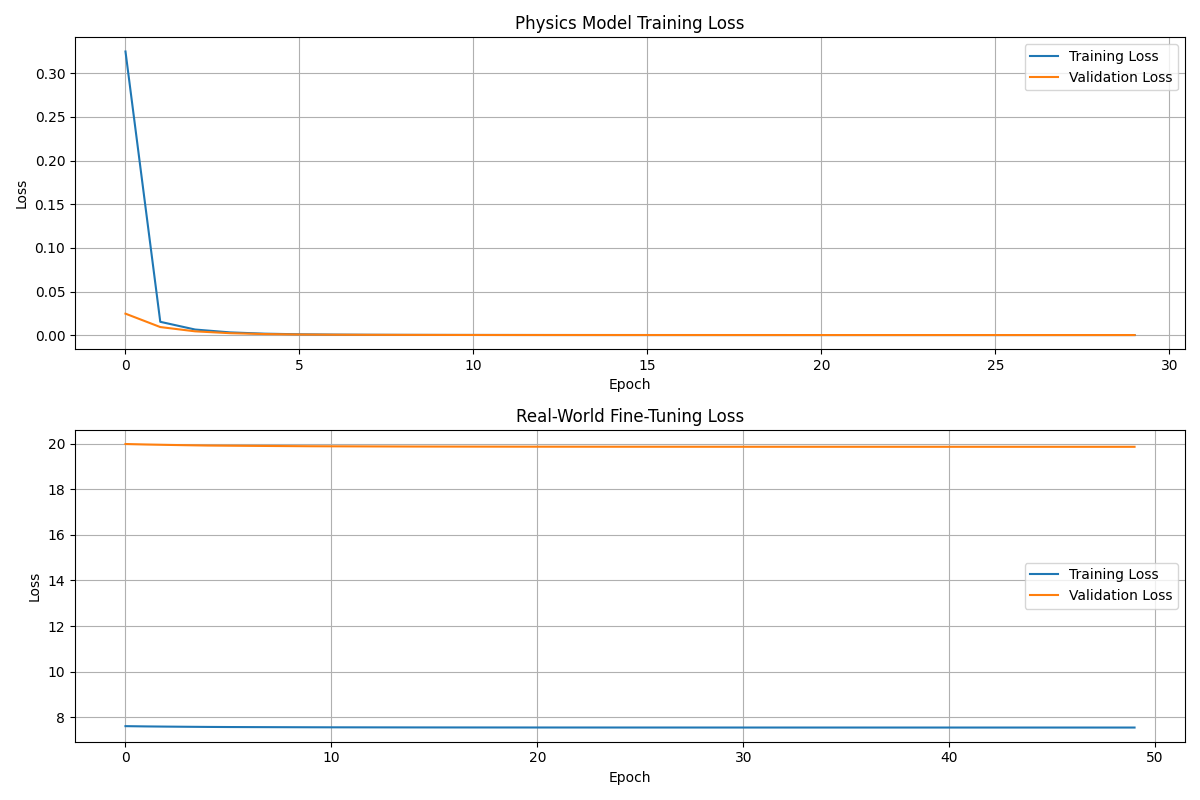 Physics Model Training Loss
Training Loss
Validation Loss
0.30
0.25
0.20
0.15
0.10
0.05
0.00
Loss
0 5 10 15 20 25 30
Epoch
Real-World Fine-Tuning Loss
20
18
16
14
12
10
8
Loss
Training Loss
Validation Loss
0 10 20 30 40 50
Epoch